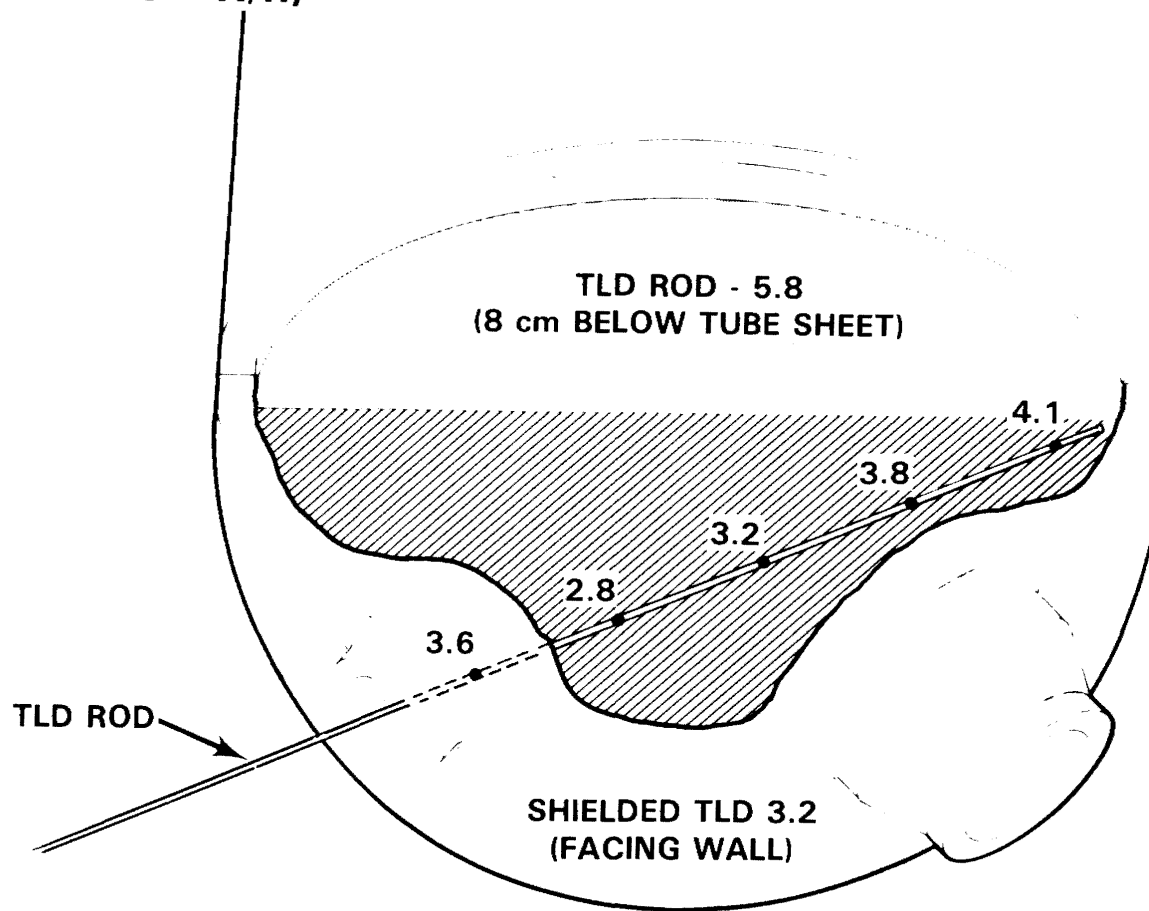 TLD ROD - 5.8
(8 cm BELOW TUBE SHEET)
4.1
3.8
3.2
2.8
3.6
TLD ROD
SHIELDED TLD 3.2
(FACING WALL)